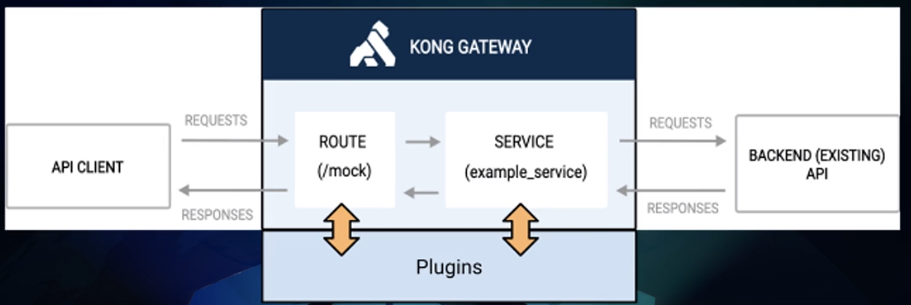 KONG GATEWAY
REQUESTS
ROUTE
(/mock)
SERVICE
(example_service)
REQUESTS
API CLIENT
BACKEND (EXISTING)
API
RESPONSES
RESPONSES
Plugins